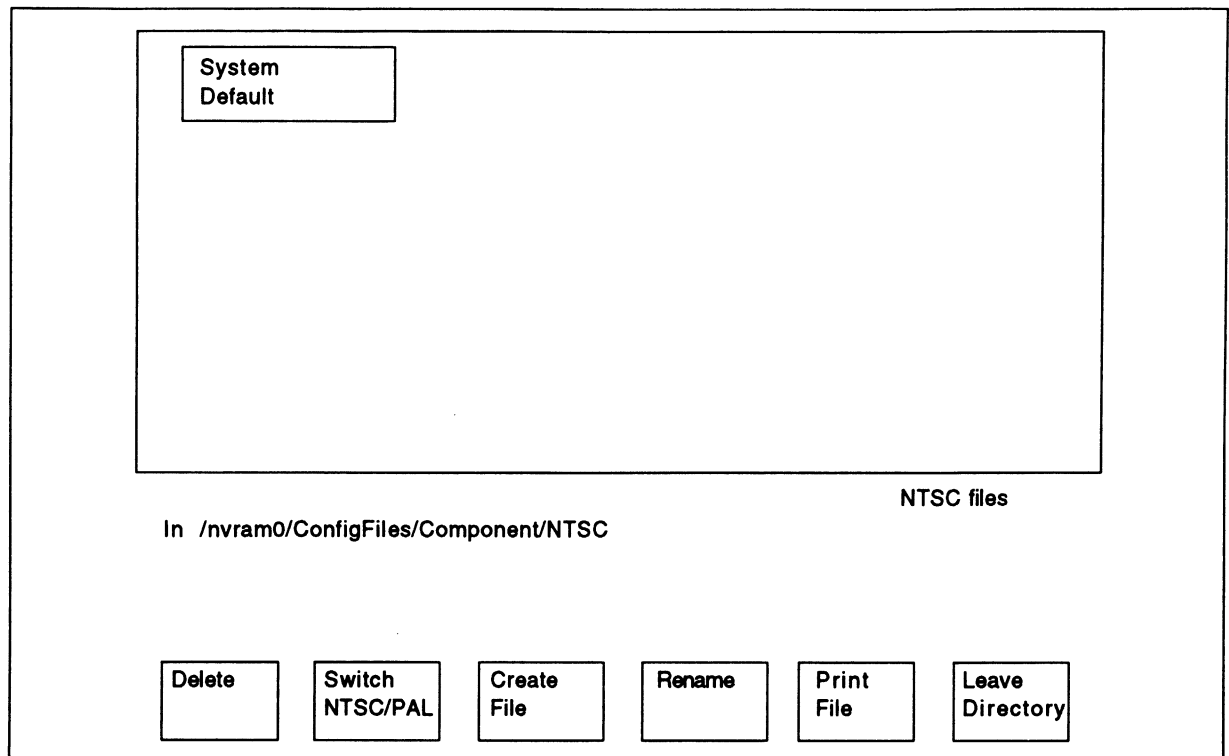 System
Default
NTSC files
In /nvram0/ConfigFiles/Component/NTSC
Delete
Switch
NTSC/PAL
Create
File
Rename
Print
File
Leave
Directory